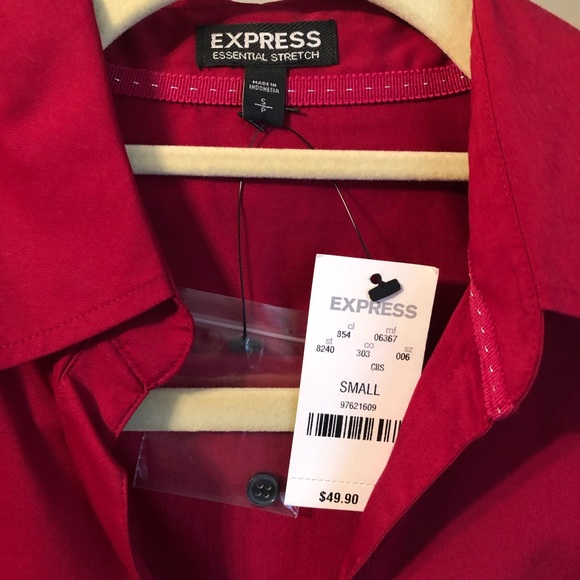 EXPRESS
ESSENTIAL STRETCH
MADE IN
INDONESIA
S
P
EXPRESS
cl mf
854 06367
st co sz
8240 303 006
CBS
SMALL
97621609
$49.90